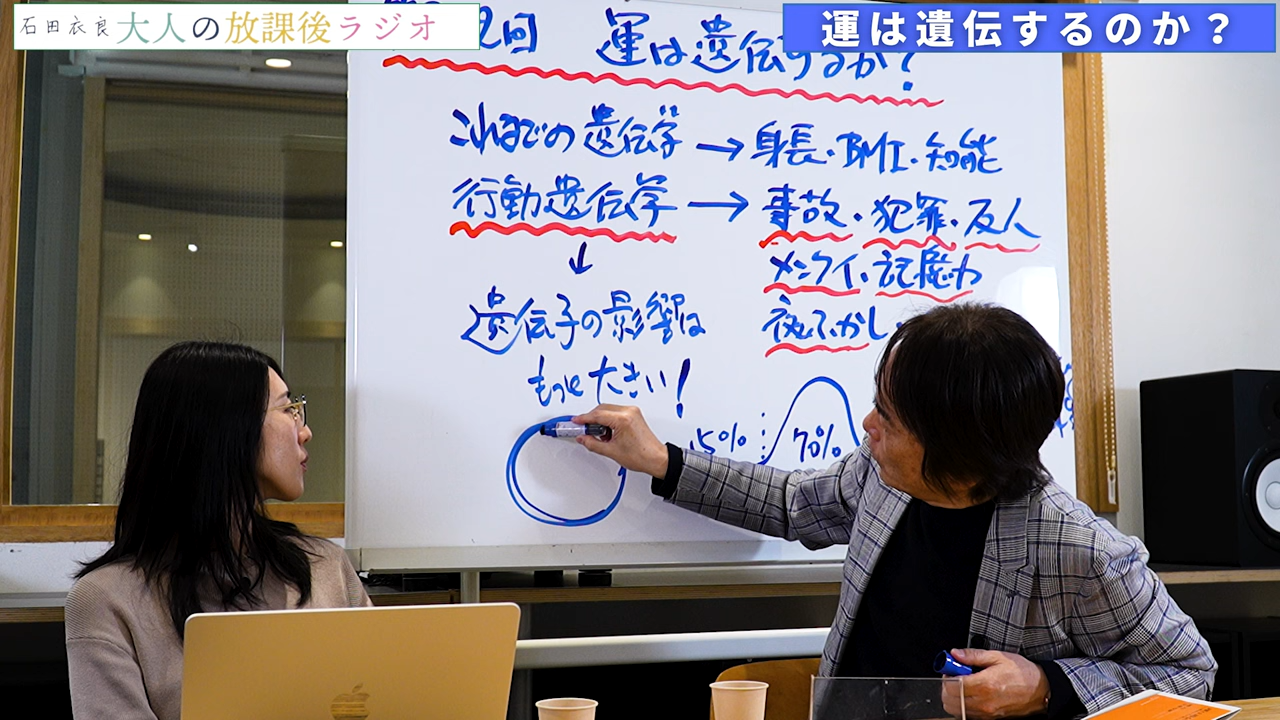 石田衣良 大人の放課後ラジオ
運は遺伝するのか?
回 運は遺伝するか?
これまでの遺伝学 → 身長・BMI・知能
行動遺伝学 → 事故・犯罪・友人
メンクイ・記憶力
夜ふかし・
↓
遺伝子の影響は
もっと大きい!
15%
70%